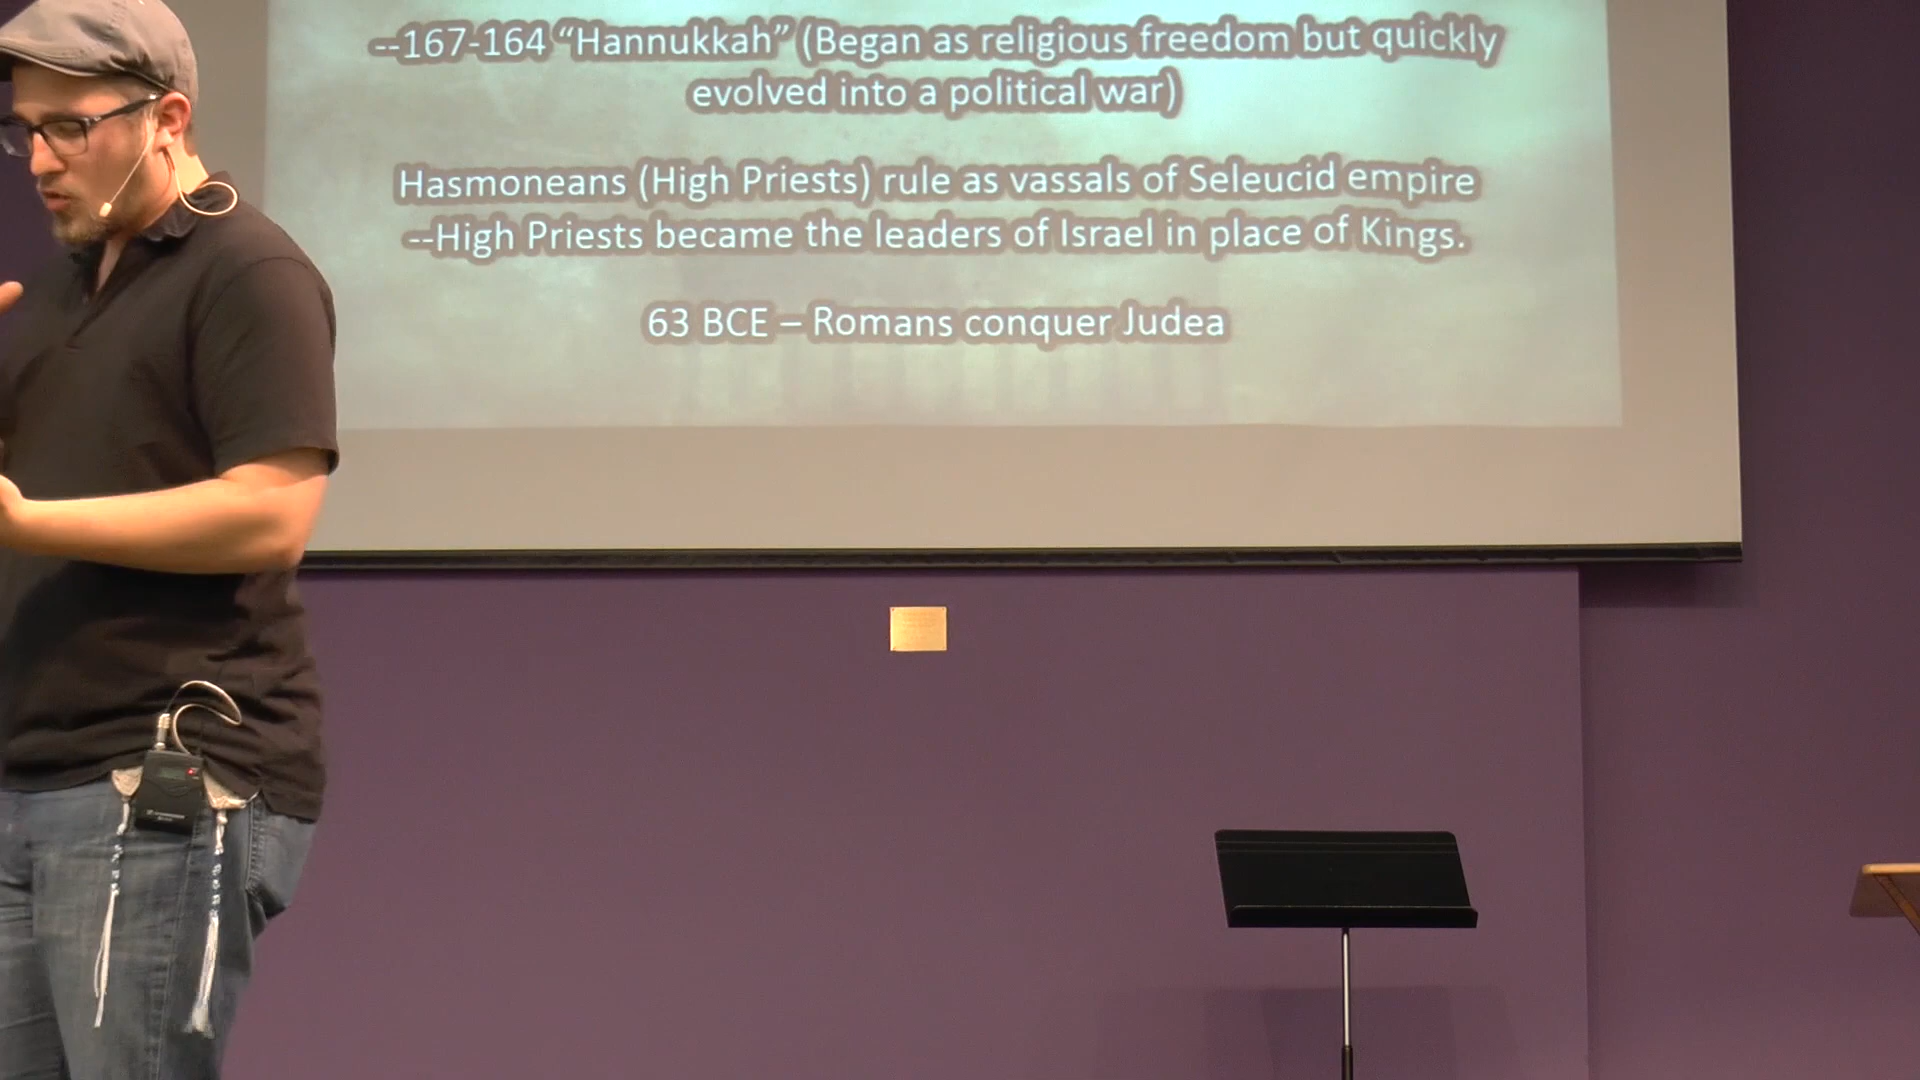 --167-164 “Hannukkah” (Began as religious freedom but quickly
evolved into a political war)
Hasmoneans (High Priests) rule as vassals of Seleucid empire
--High Priests became the leaders of Israel in place of Kings.
63 BCE – Romans conquer Judea